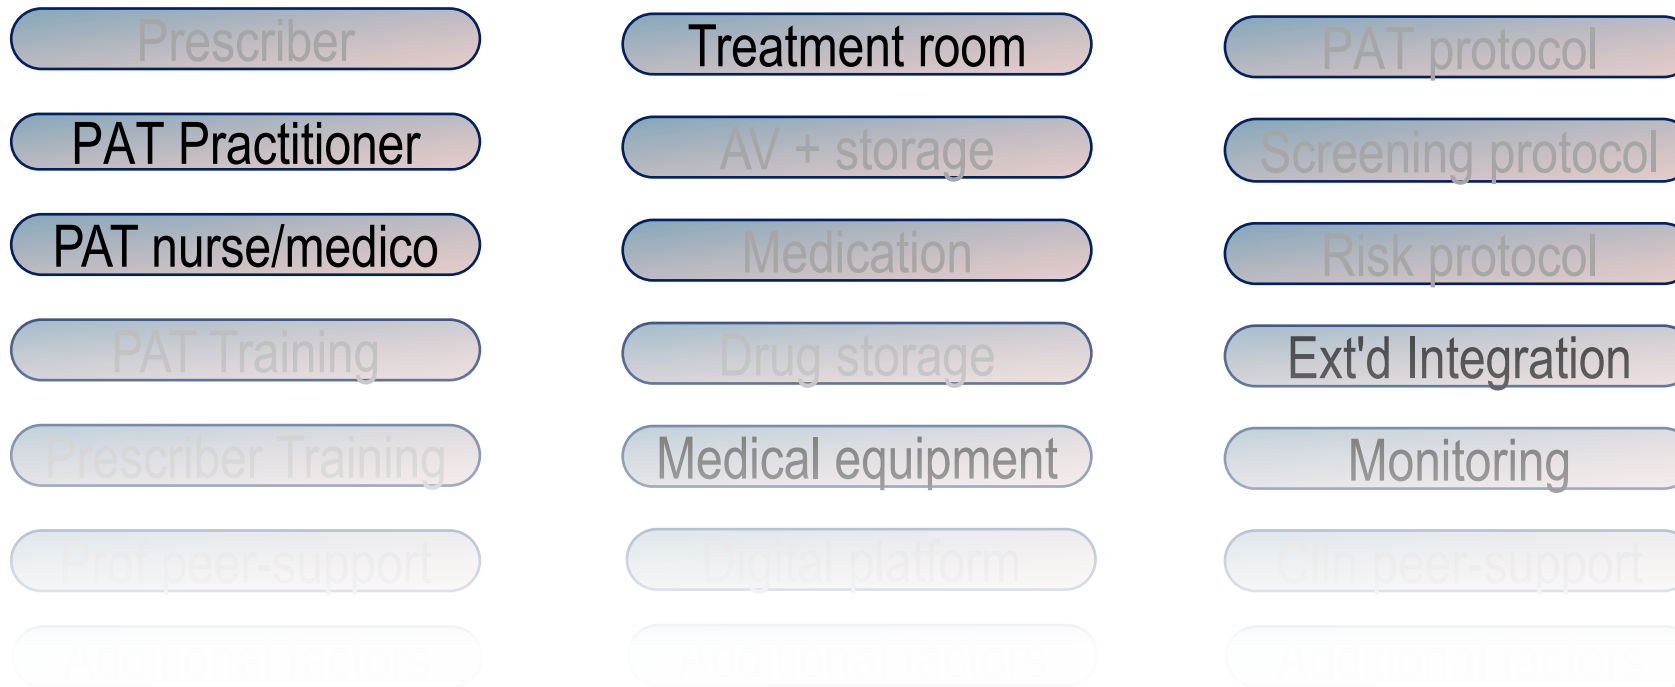 Prescriber
PAT Practitioner
PAT nurse/medico
PAT Training
Prescriber Training
Prof peer-support
Treatment room
AV + storage
Medication
Drug storage
Medical equipment
Digital platform
PAT protocol
Screening protocol
Risk protocol
Ext'd Integration
Monitoring
Clin peer-support